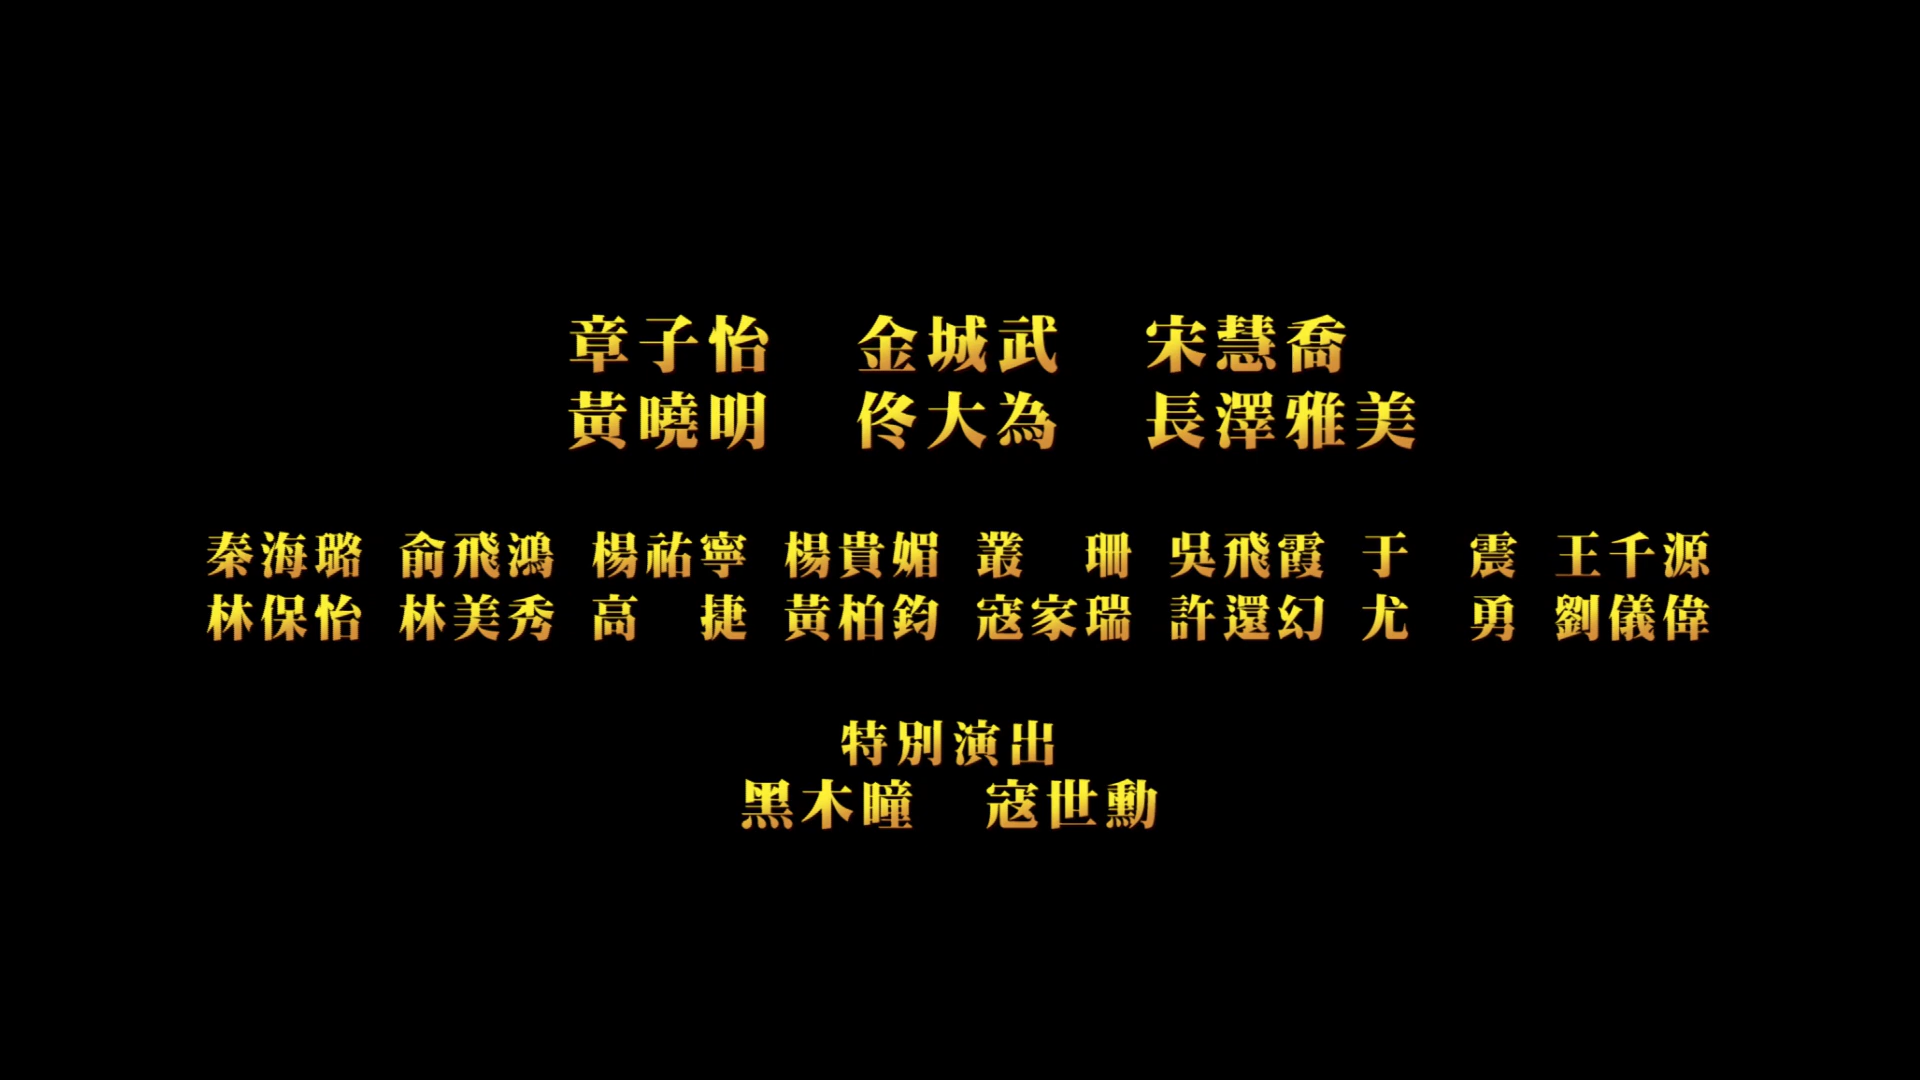 章子怡 金城武 宋慧喬
黃曉明 佟大為 長澤雅美
秦海璐 俞飛鴻 楊祐寧 楊貴媚 叢 珊 吳飛霞 于 震 王千源
林保怡 林美秀 高 捷 黃柏鈞 寇家瑞 許還幻 尤 勇 劉儀偉
特別演出
黑木瞳 寇世勳